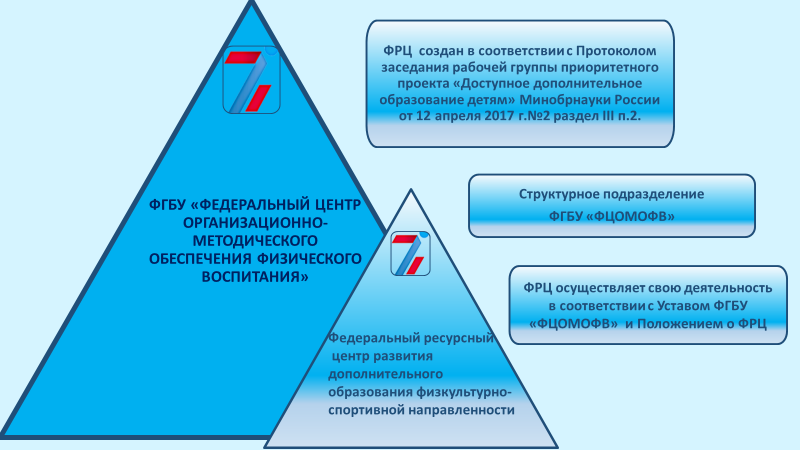 ФРЦ создан в соответствии с Протоколом
заседания рабочей группы приоритетного
проекта «Доступное дополнительное
образование детям» Минобрнауки России
от 12 апреля 2017 г.№2 раздел III п.2.
ФГБУ «ФЕДЕРАЛЬНЫЙ ЦЕНТР
ОРГАНИЗАЦИОННО-
МЕТОДИЧЕСКОГО
ОБЕСПЕЧЕНИЯ ФИЗИЧЕСКОГО
ВОСПИТАНИЯ»
Структурное подразделение
ФГБУ «ФЦОМОФВ»
ФРЦ осуществляет свою деятельность
в соответствии с Уставом ФГБУ
«ФЦОМОФВ» и Положением о ФРЦ
Федеральный ресурсный
центр развития
дополнительного
образования физкультурно-
спортивной направленности